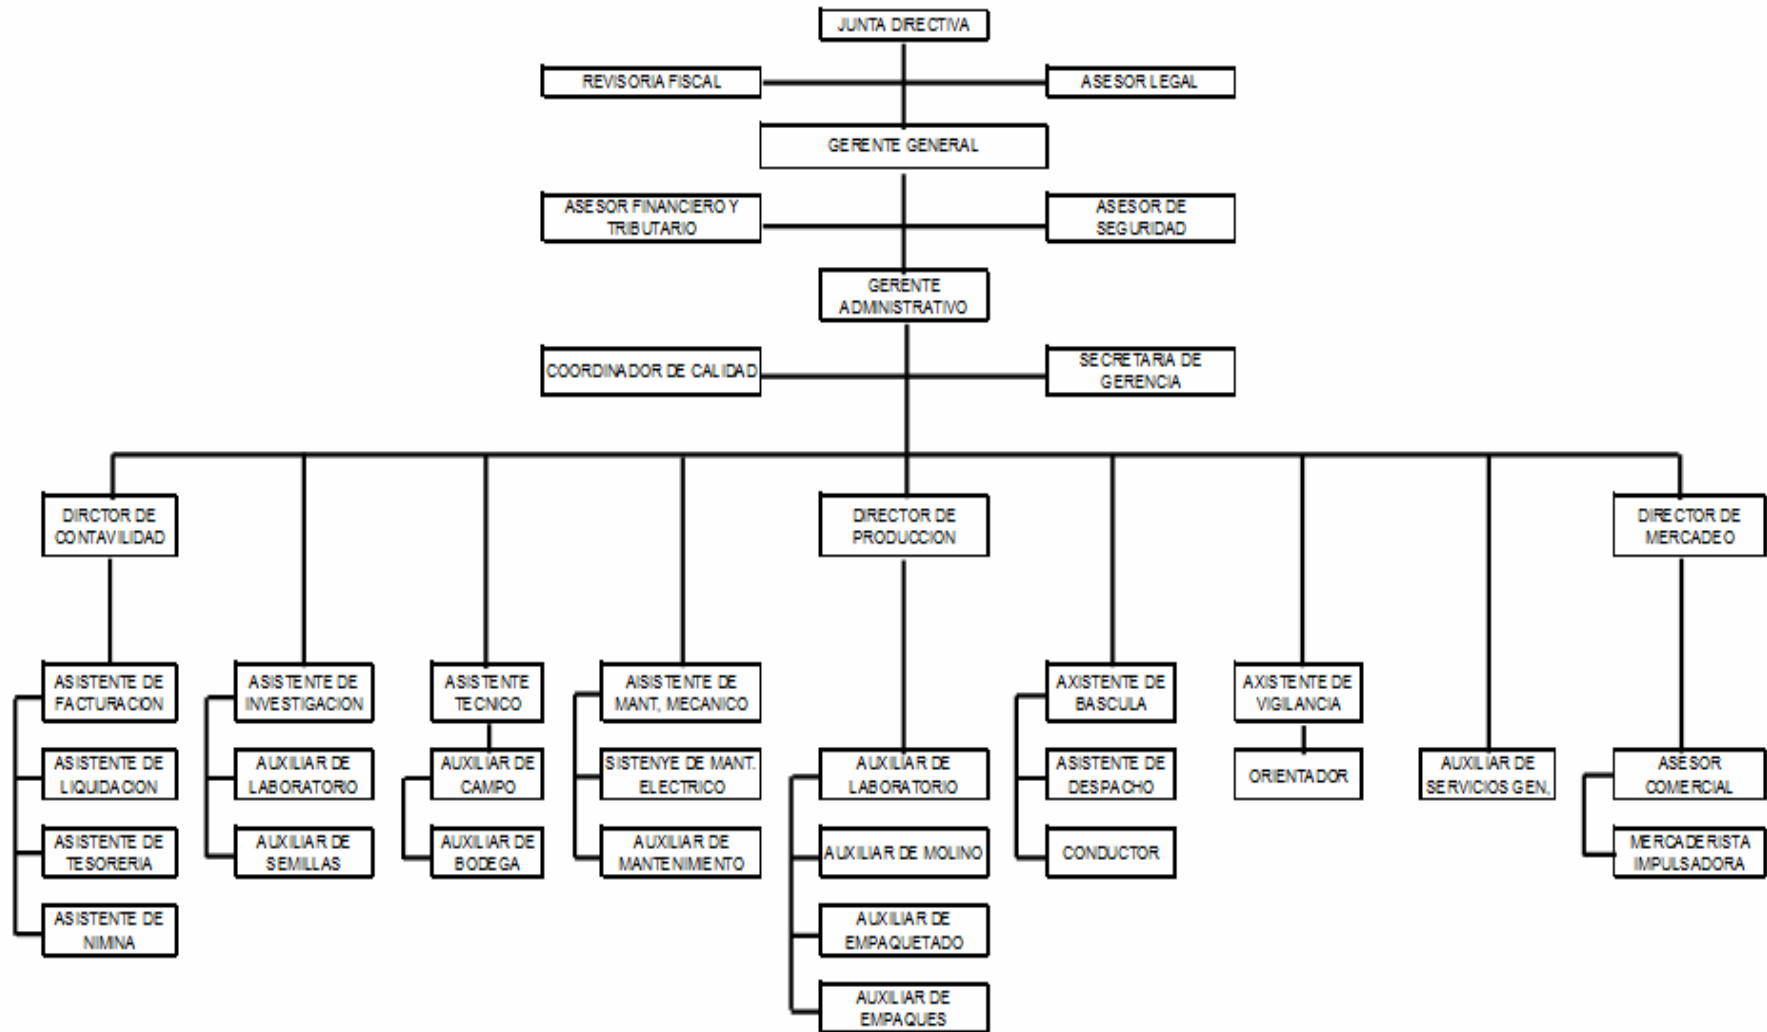 JUNTA DIRECTIVA
REVISORIA FISCAL
ASESOR LEGAL
GERENTE GENERAL
ASESOR FINANCIERO Y
TRIBUTARIO
ASESOR DE
SEGURIDAD
GERENTE
ADMINISTRATIVO
COORDINADOR DE CALIDAD
SECRETARIA DE
GERENCIA
DIRCTOR DE
CONTAVILIDAD
DIRECTOR DE
PRODUCCION
DIRECTOR DE
MERCADEO
ASISTENTE DE
FACTURACION
ASISTENTE DE
INVESTIGACION
ASISTENTE
TECNICO
AISISTENTE DE
MANT, MECANICO
AXISTENTE DE
BASCULA
AXISTENTE DE
VIGILANCIA
ASISTENTE DE
LIQUIDACION
AUXILIAR DE
LABORATORIO
AUXILIAR DE
CAMPO
SISTENYE DE MANT.
ELECTRICO
AUXILIAR DE
LABORATORIO
ASISTENTE DE
DESPACHO
ORIENTADOR
AUXILIAR DE
SERVICIOS GEN,
ASESOR
COMERCIAL
ASISTENTE DE
TESORERIA
AUXILIAR DE
SEMILLAS
AUXILIAR DE
BODEGA
AUXILIAR DE
MANTENIMIENTO
AUXILIAR DE MOLINO
CONDUCTOR
MERCADERISTA
IMPULSADORA
ASISTENTE DE
NIMINA
AUXILIAR DE
EMPAQUETADO
AUXILIAR DE
EMPAQUES